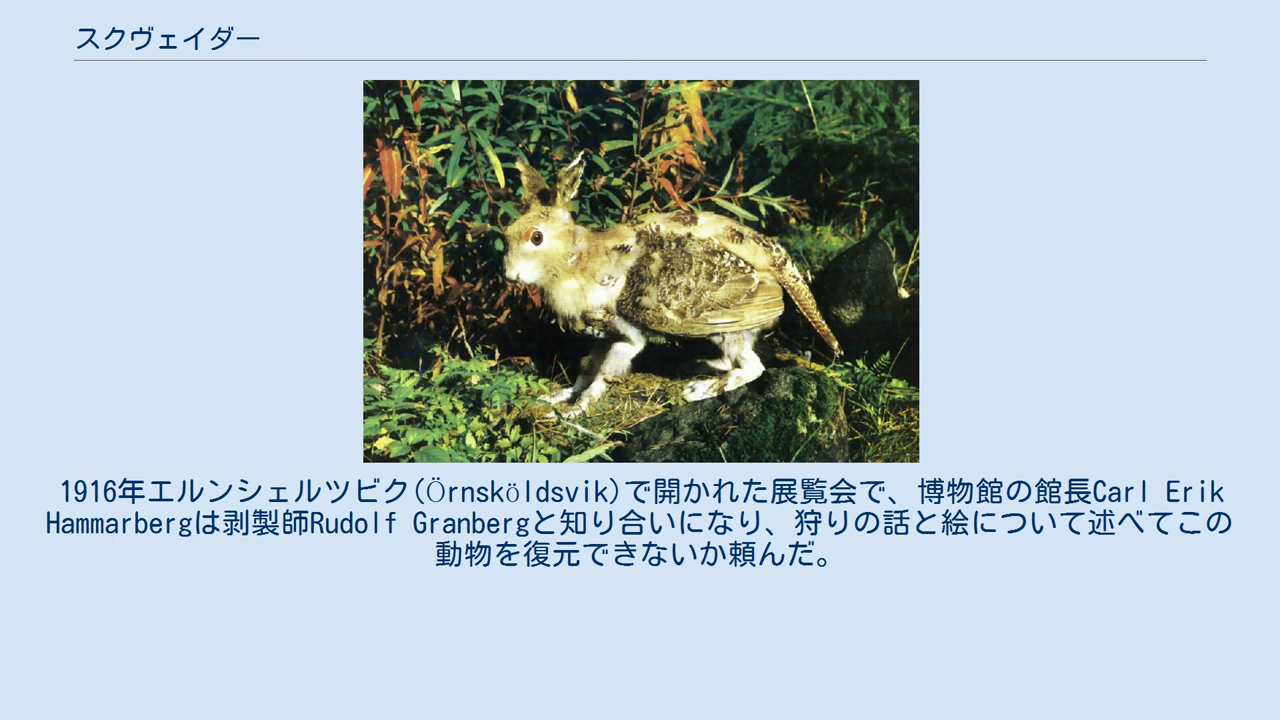 スクヴェイダー
1916年エルンシェルツビク(Örnsköldsvik)で開かれた展覧会で、博物館の館長Carl Erik
Hammarbergは剥製師Rudolf Granbergと知り合いになり、狩りの話と絵について述べてこの
動物を復元できないか頼んだ。